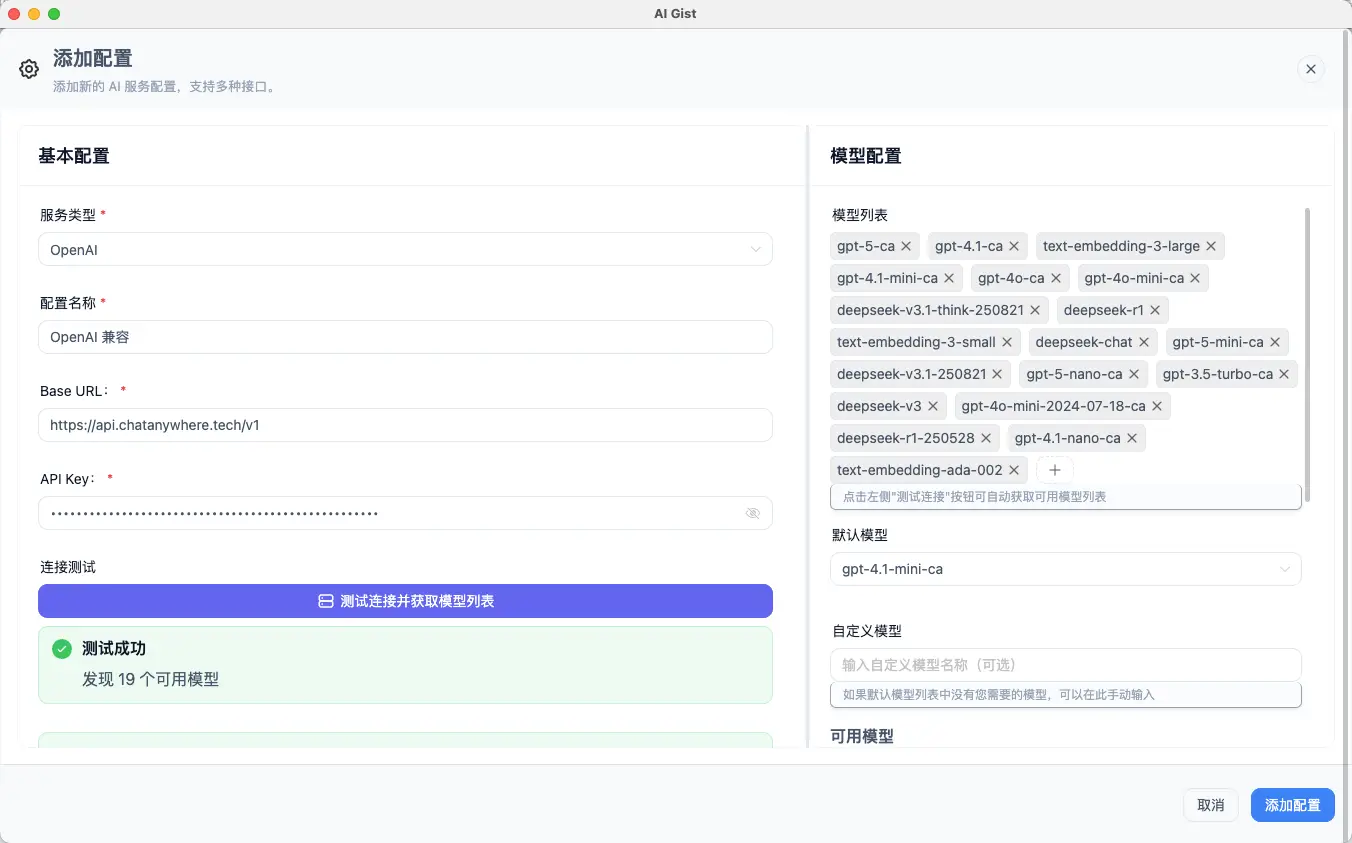 AI Gist
添加配置
添加新的 AI 服务配置，支持多种接口。
基本配置
服务类型 *
OpenAI
配置名称 *
OpenAI 兼容
Base URL： *
https://api.chatanywhere.tech/v1
API Key： *
连接测试
测试连接并获取模型列表
测试成功
发现 19 个可用模型
模型配置
模型列表
gpt-5-ca gpt-4.1-ca text-embedding-3-large
gpt-4.1-mini-ca gpt-4o-ca gpt-4o-mini-ca
deepseek-v3.1-think-250821 deepseek-r1
text-embedding-3-small deepseek-chat gpt-5-mini-ca
deepseek-v3.1-250821 gpt-5-nano-ca gpt-3.5-turbo-ca
deepseek-v3 gpt-4o-mini-2024-07-18-ca
deepseek-r1-250528 gpt-4.1-nano-ca
text-embedding-ada-002
点击左侧"测试连接"按钮可自动获取可用模型列表
默认模型
gpt-4.1-mini-ca
自定义模型
输入自定义模型名称（可选）
如果默认模型列表中没有您需要的模型，可以在此手动输入
可用模型
取消
添加配置